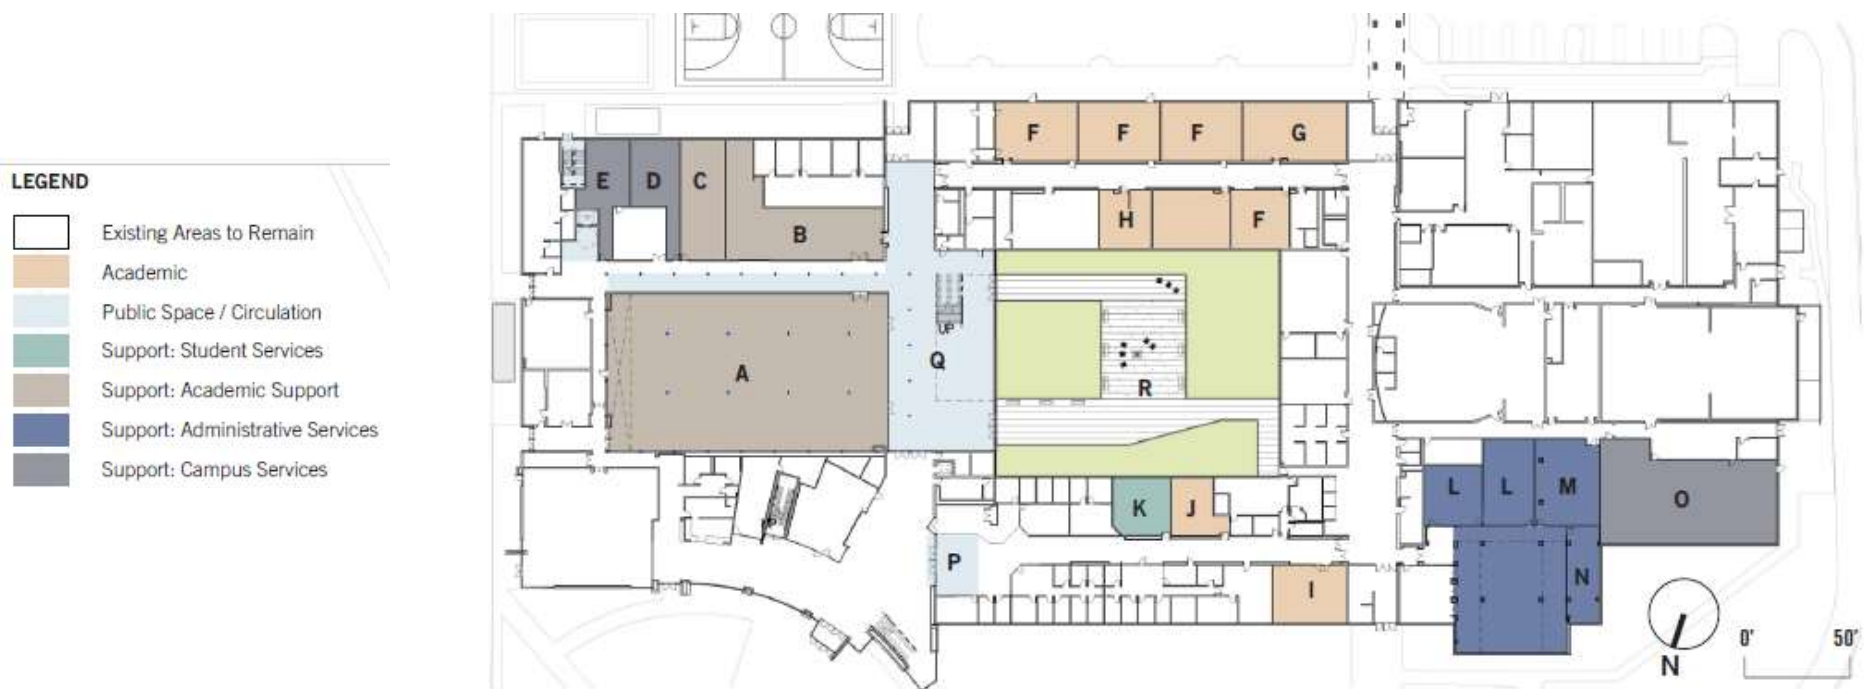 LEGEND
Existing Areas to Remain
Academic
Public Space / Circulation
Support: Student Services
Support: Academic Support
Support: Administrative Services
Support: Campus Services
F F F G
E D C
H F
B
UP
Q
A
R
L L M O
K J
P
N
I
N
0' 50'